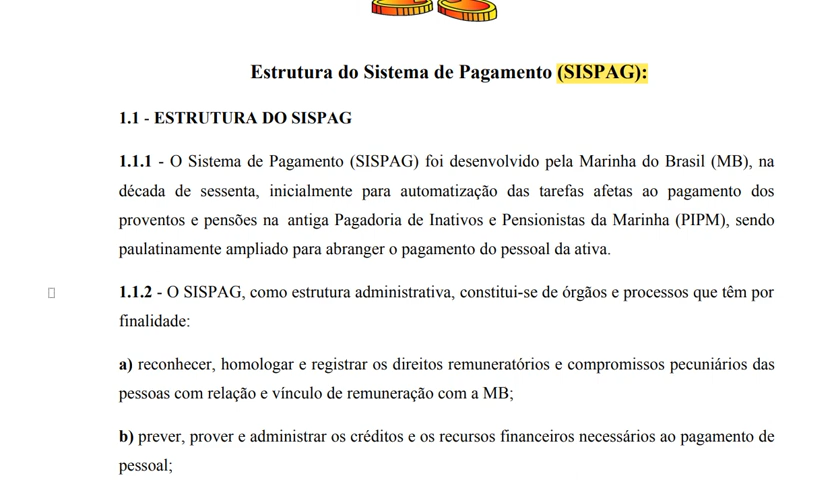 Estrutura do Sistema de Pagamento (SISPAG):
1.1 - ESTRUTURA DO SISPAG
1.1.1 - O Sistema de Pagamento (SISPAG) foi desenvolvido pela Marinha do Brasil (MB), na
década de sessenta, inicialmente para automatização das tarefas afetas ao pagamento dos
proventos e pensões na antiga Pagadoria de Inativos e Pensionistas da Marinha (PIPM), sendo
paulatinamente ampliado para abranger o pagamento do pessoal da ativa.
1.1.2 - O SISPAG, como estrutura administrativa, constitui-se de órgãos e processos que têm por
finalidade:
a) reconhecer, homologar e registrar os direitos remuneratórios e compromissos pecuniários das
pessoas com relação e vínculo de remuneração com a MB;
b) prever, prover e administrar os créditos e os recursos financeiros necessários ao pagamento de
pessoal;